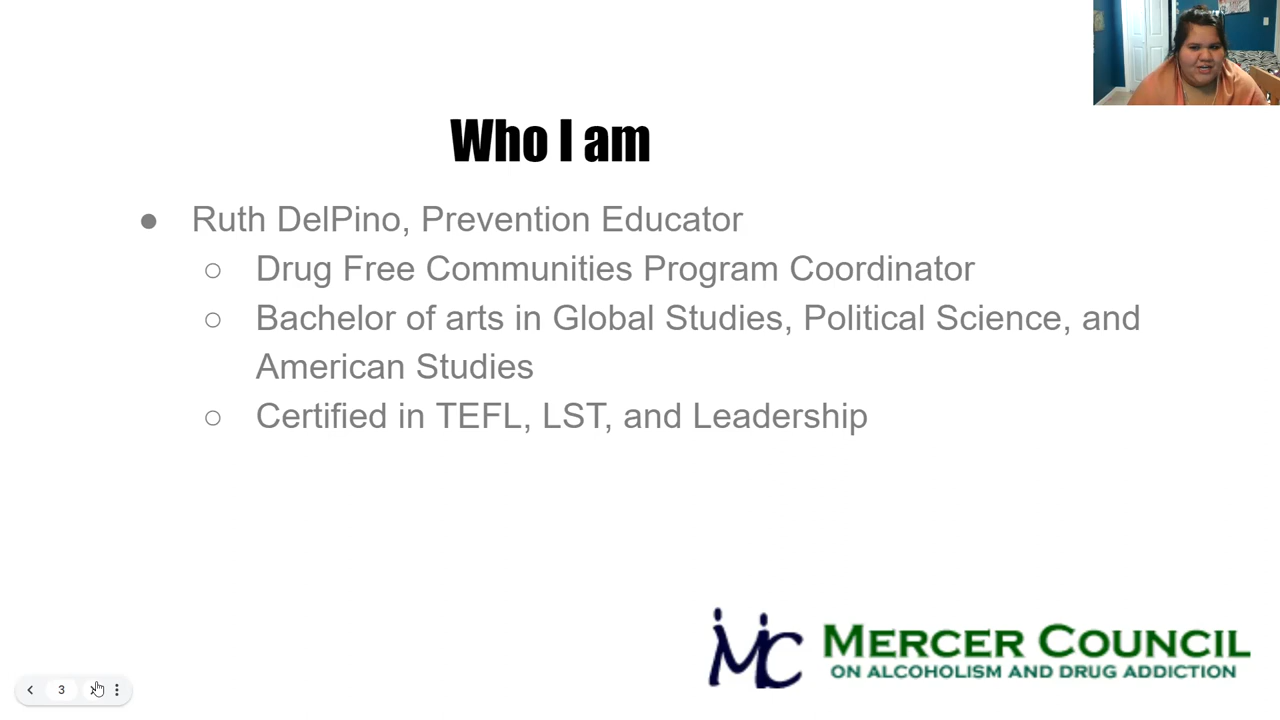 Who I am
● Ruth DelPino, Prevention Educator
○ Drug Free Communities Program Coordinator
○ Bachelor of arts in Global Studies, Political Science, and
American Studies
○ Certified in TEFL, LST, and Leadership
MC MERCER COUNCIL
ON ALCOHOLISM AND DRUG ADDICTION
3